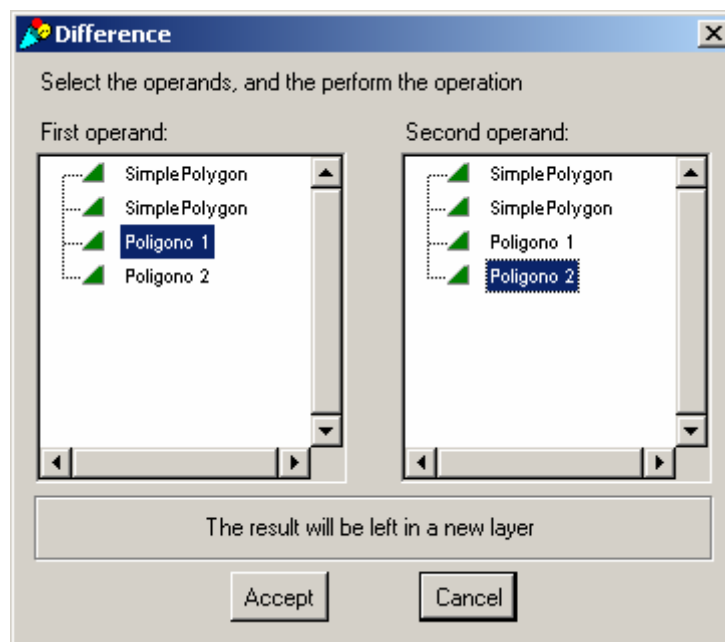 Difference
Select the operands, and the perform the operation
First operand:
SimplePolygon
SimplePolygon
Poligono 1
Poligono 2
Second operand:
SimplePolygon
SimplePolygon
Poligono 1
Poligono 2
The result will be left in a new layer
Accept
Cancel